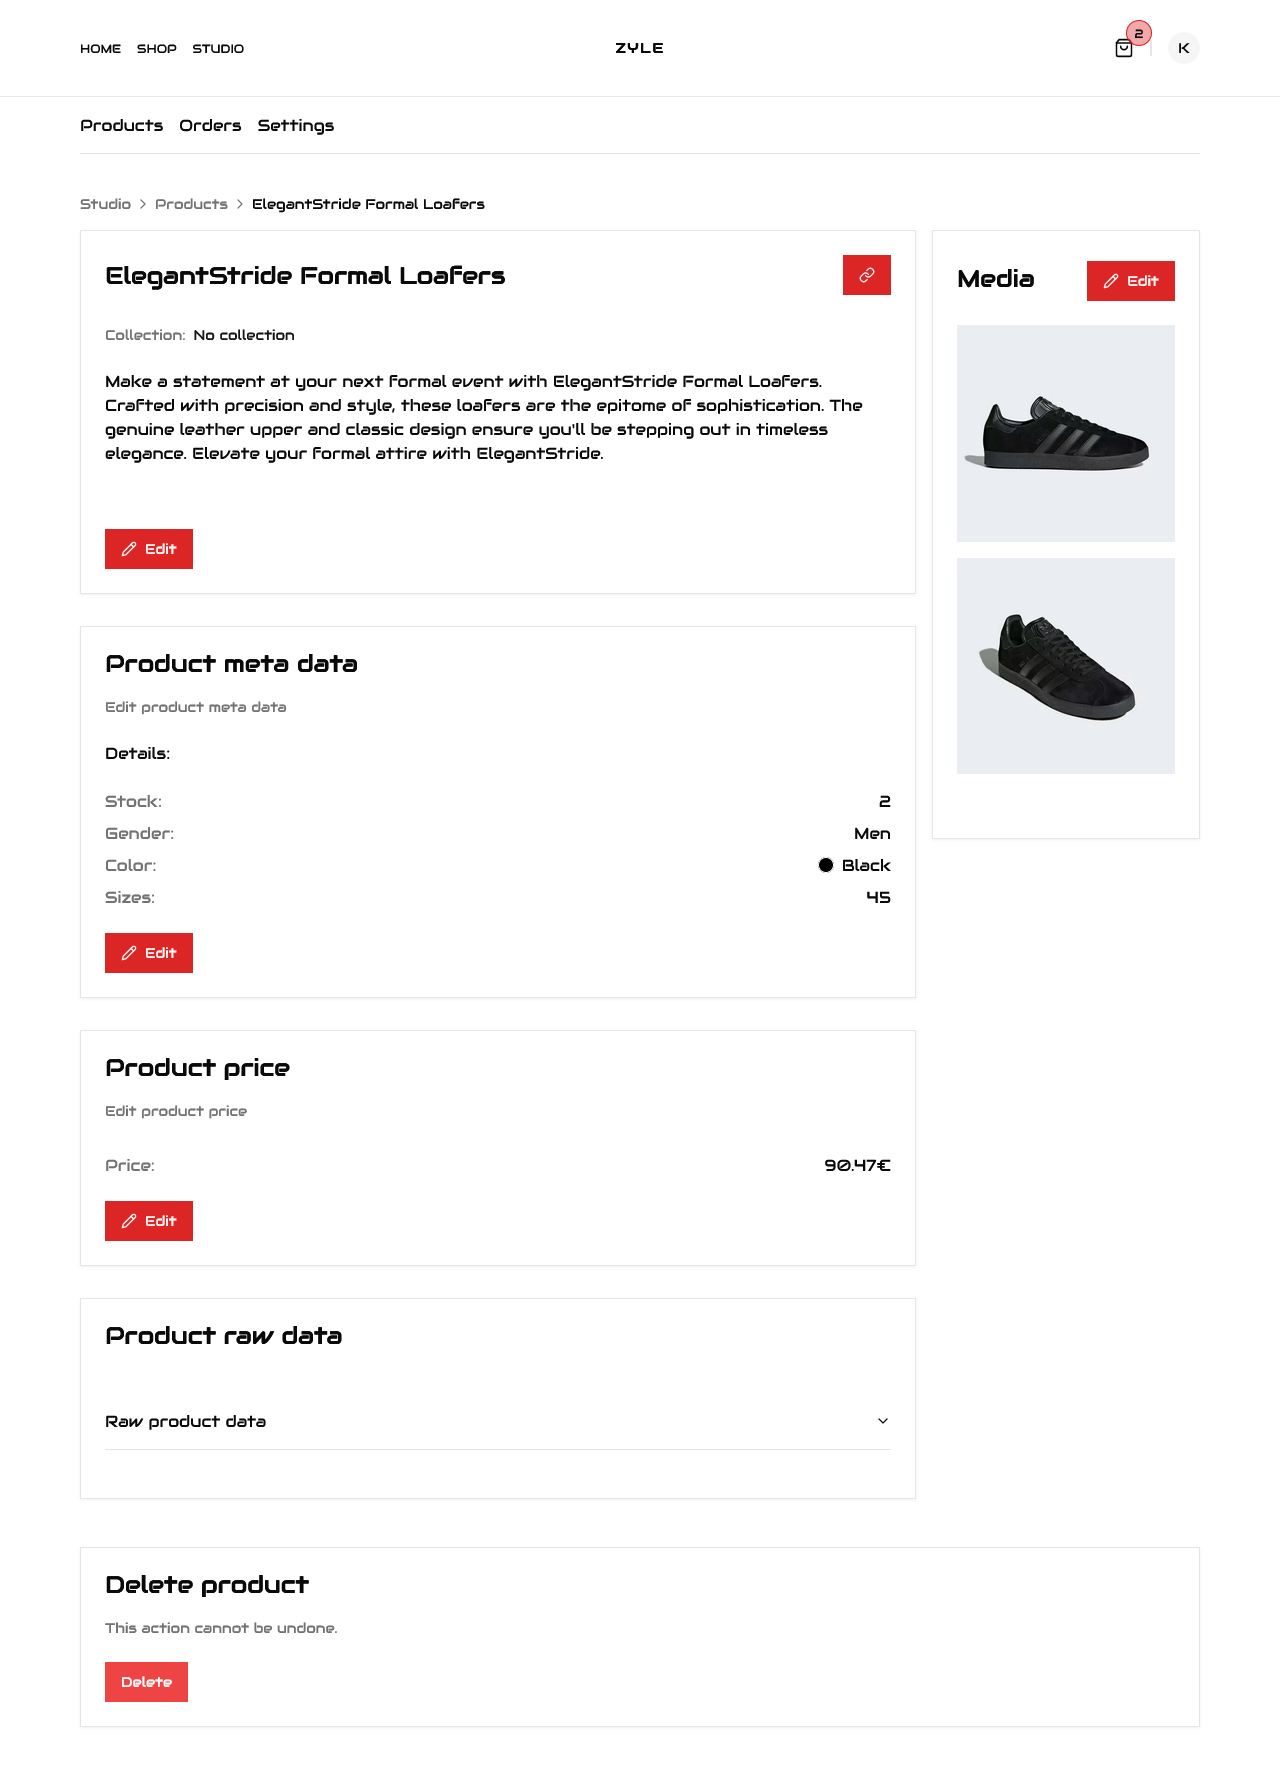 HOME SHOP STUDIO
ZYLE
2
K
Products Orders Settings
Studio > Products > ElegantStride Formal Loafers
ElegantStride Formal Loafers
Collection: No collection
Make a statement at your next formal event with ElegantStride Formal Loafers.
Crafted with precision and style, these loafers are the epitome of sophistication. The
genuine leather upper and classic design ensure you'll be stepping out in timeless
elegance. Elevate your formal attire with ElegantStride.
Edit
Media
Edit
Product meta data
Edit product meta data
Details:
Stock: 2
Gender: Men
Color: Black
Sizes: 45
Edit
Product price
Edit product price
Price: 90.47€
Edit
Product raw data
Raw product data
Delete product
This action cannot be undone.
Delete